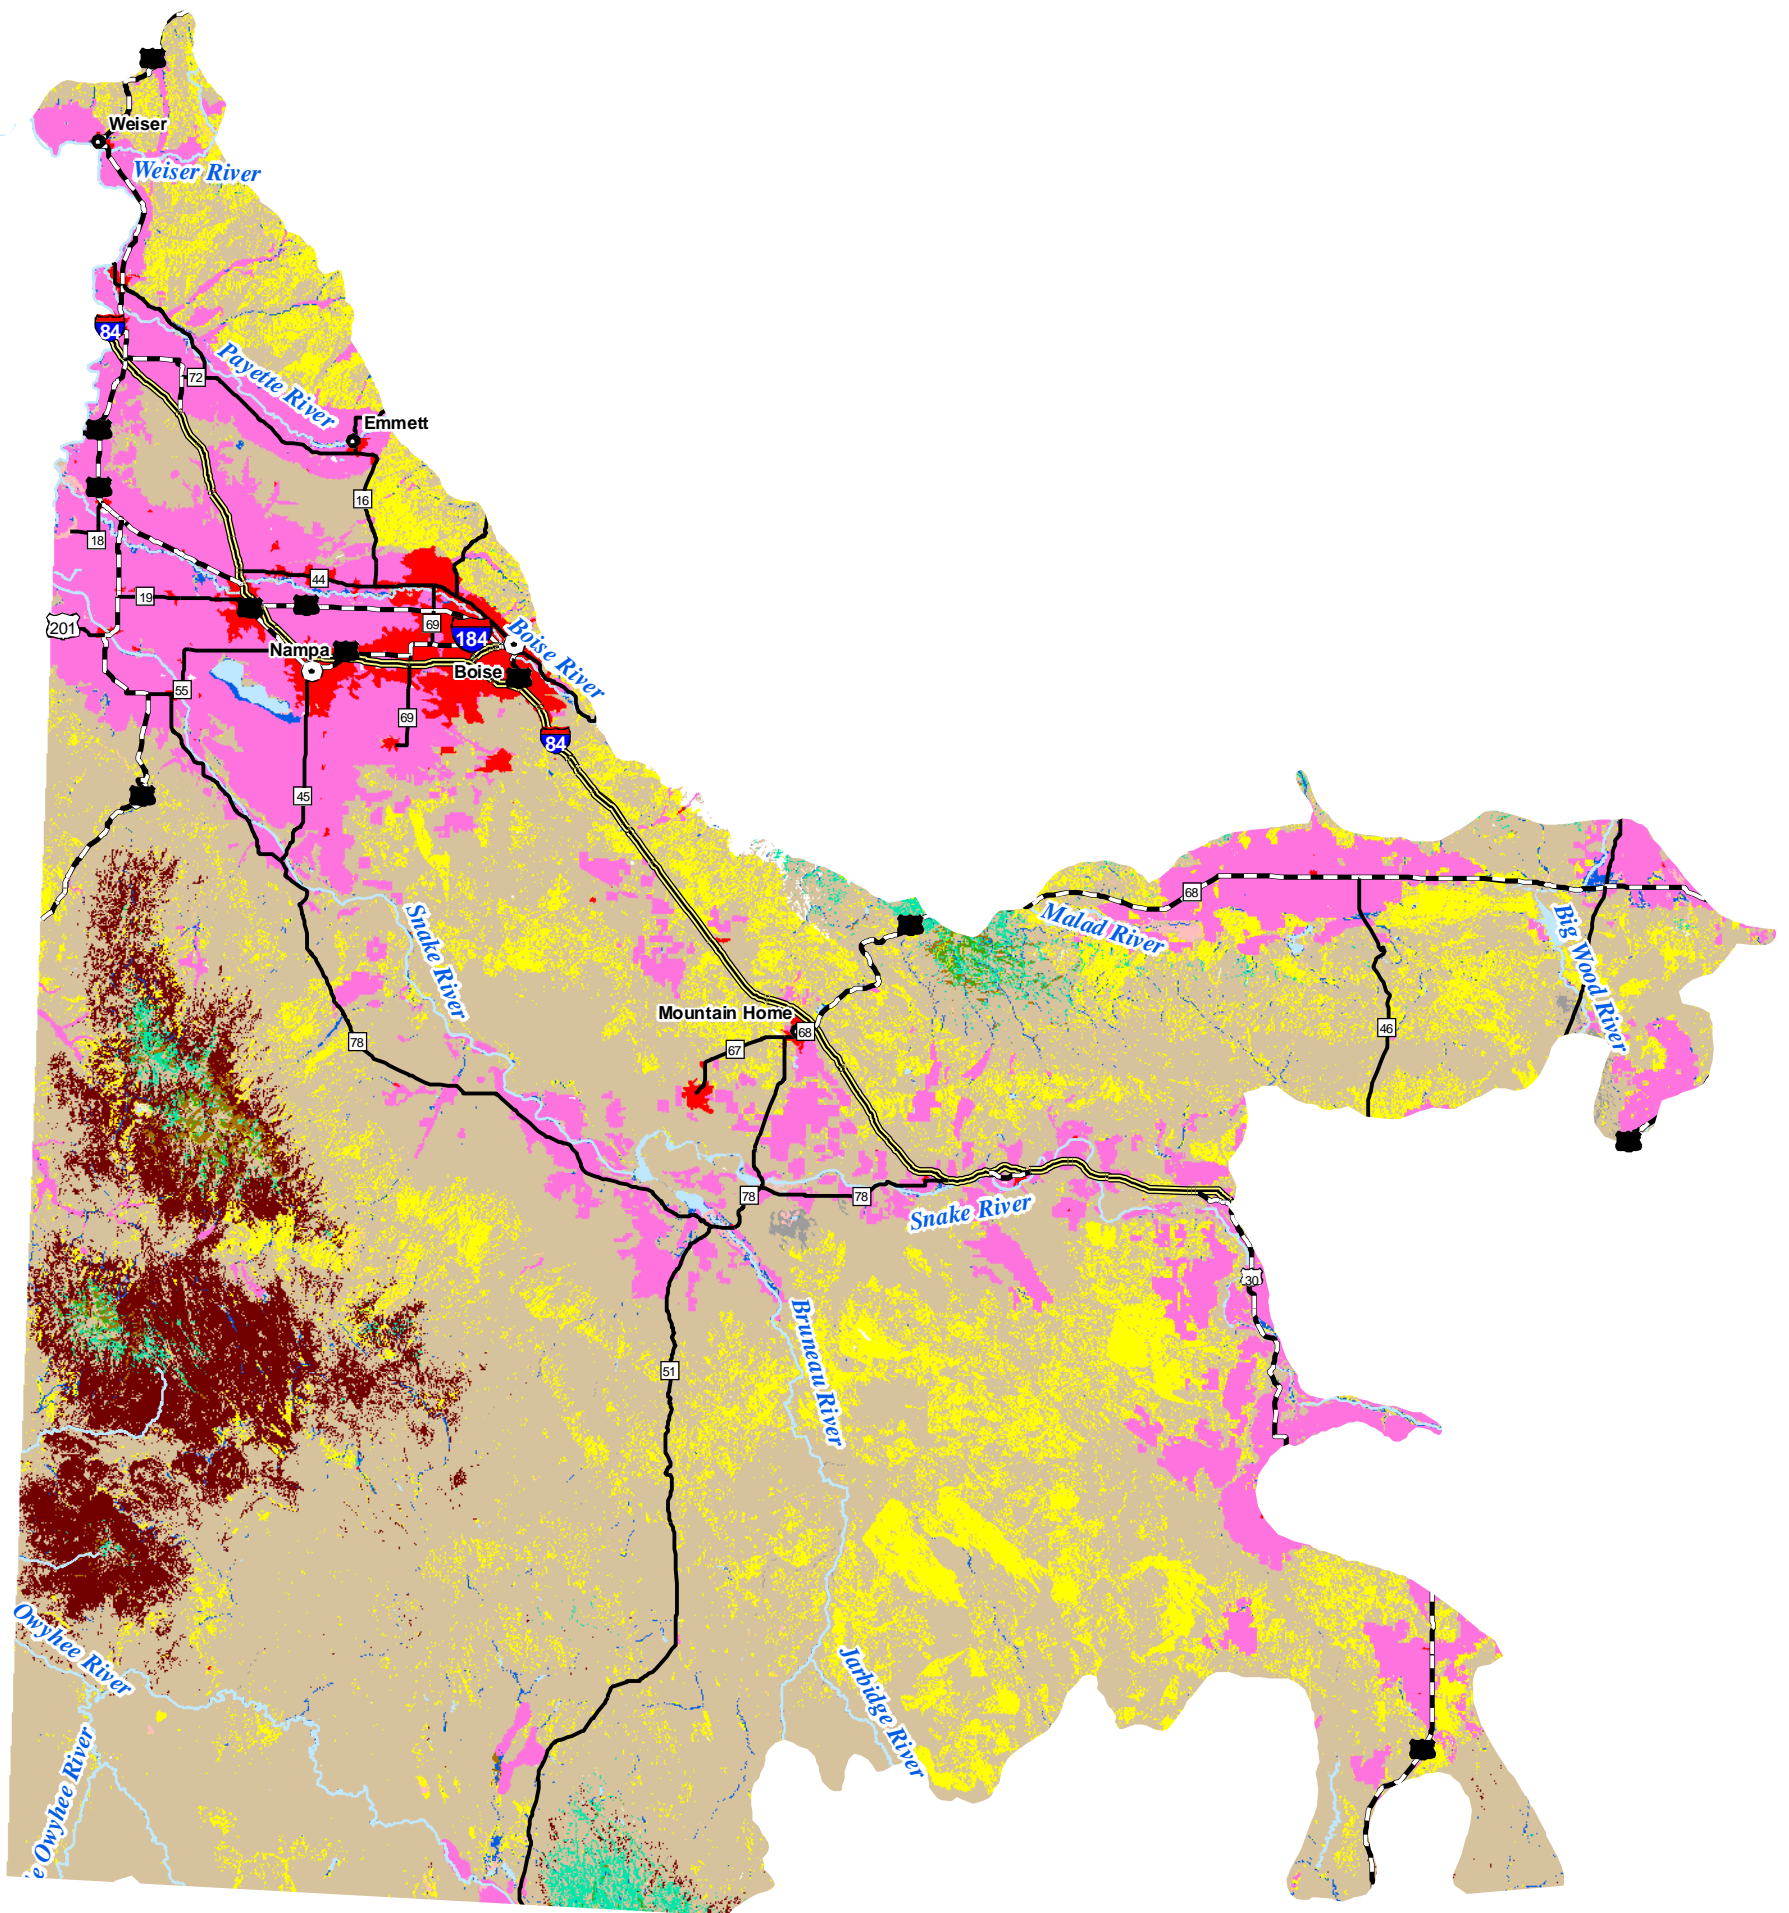 Weiser
Weiser River
84
Payette River
72
Emmett
16
18
44
19
201
69
184
Boise River
Nampa
Boise
55
69
84
45
68
Malad River
Big Wood River
Snake River
Mountain Home
68
46
78
67
78
78
Snake River
30
Bruneau River
51
Owyhee River
Jarbidge River
e Owyhee River